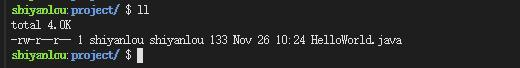 shiyanlou:project/ $ ll
total 4.0K
-rw-r--r-- 1 shiyanlou shiyanlou 133 Nov 26 10:24 HelloWorld.java
shiyanlou:project/ $